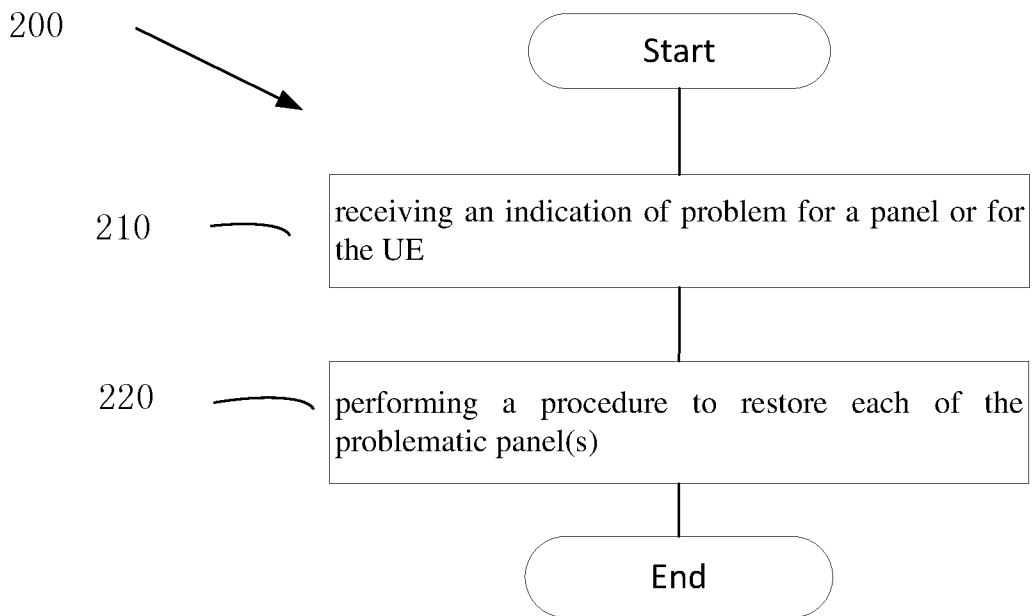 200
Start
210
receiving an indication of problem for a panel or for
the UE
220
performing a procedure to restore each of the
problematic panel(s)
End